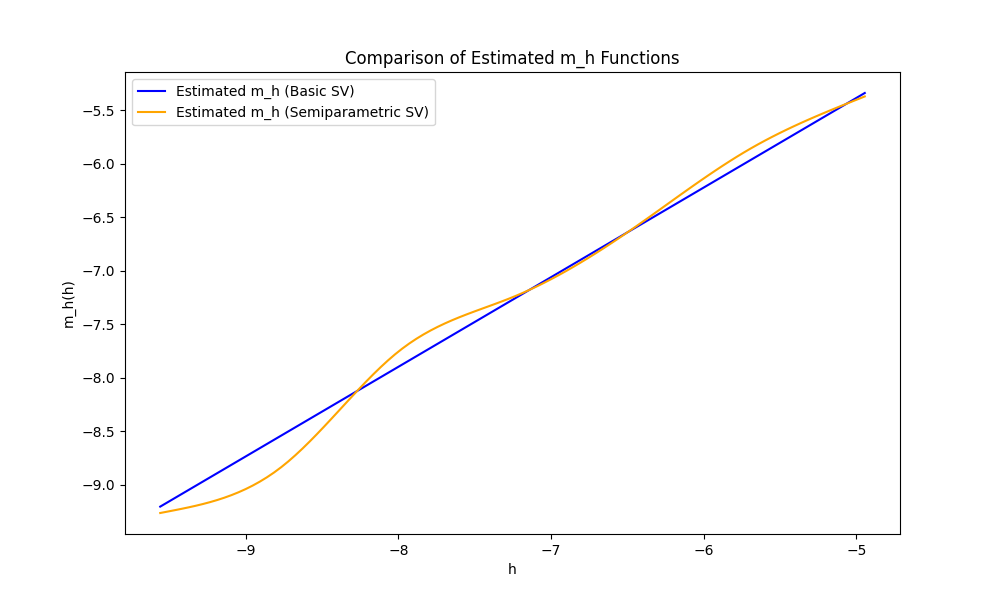 Comparison of Estimated m_h Functions
Estimated m_h (Basic SV)
Estimated m_h (Semiparametric SV)
−5.5
−6.0
−6.5
−7.0
−7.5
−8.0
−8.5
−9.0
m_h(h)
−9 −8 −7 −6 −5
h